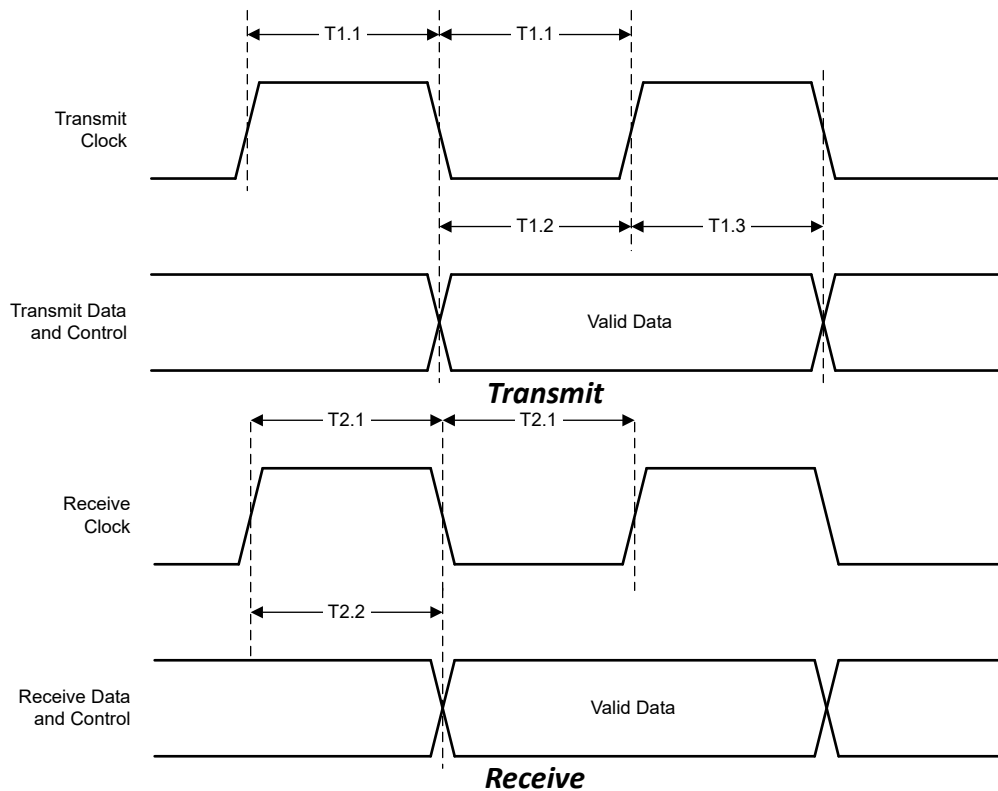 T1.1
T1.1
Transmit
Clock
T1.2
T1.3
Transmit Data
and Control
Valid Data
Transmit
T2.1
T2.1
Receive
Clock
T2.2
Receive Data
and Control
Valid Data
Receive